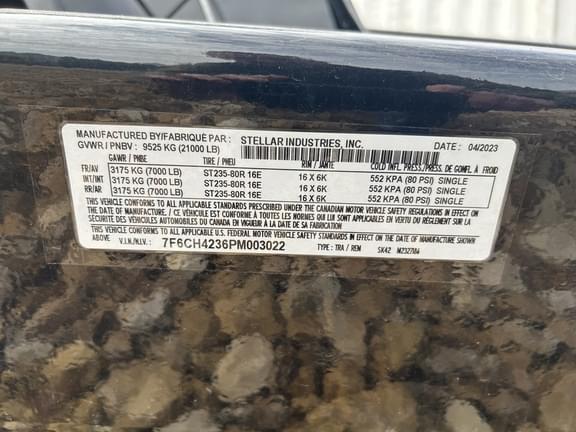 MANUFACTURED BY/FABRIQUÉ PAR : STELLAR INDUSTRIES, INC. DATE : 04/2023
GVWR / PNBV : 9525 KG (21000 LB)
GAWR / PNBE TIRE / PNEU RIM / JANTE COLD INF. PRESS./PRESS. DE GONFL. À FROID
FR/AV 3175 KG (7000 LB) ST235-80R 16E 16 X 6K 552 KPA (80 PSI) SINGLE
INT/INT 3175 KG (7000 LB) ST235-80R 16E 16 X 6K 552 KPA (80 PSI) SINGLE
RR/AR 3175 KG (7000 LB) ST235-80R 16E 16 X 6K 552 KPA (80 PSI) SINGLE
THIS VEHICLE CONFORMS TO ALL APPLICABLE STANDARDS PRESCRIBED UNDER THE CANADIAN MOTOR VEHICLE SAFETY
REGULATIONS IN EFFECT ON THE DATE OF MANUFACTURE / CE VÉHICULE EST CONFORME À TOUTES LES NORMES QUI LUI SONT APPLICABLES EN VERTU DU RÈGLEMENT SUR LA
SÉCURITÉ DES VÉHICULES AUTOMOBILES DU CANADA EN VIGUEUR À LA DATE DE SA FABRICATION
THIS VEHICLE CONFORMS TO ALL APPLICABLE U.S. FEDERAL MOTOR VEHICLE SAFETY STANDARDS IN EFFECT ON THE DATE OF MANUFACTURE SHOWN
ABOVE V.I.N./N.I.V. : 7F6CH4236PM003022 TYPE : TRA / REM SK42 M232784